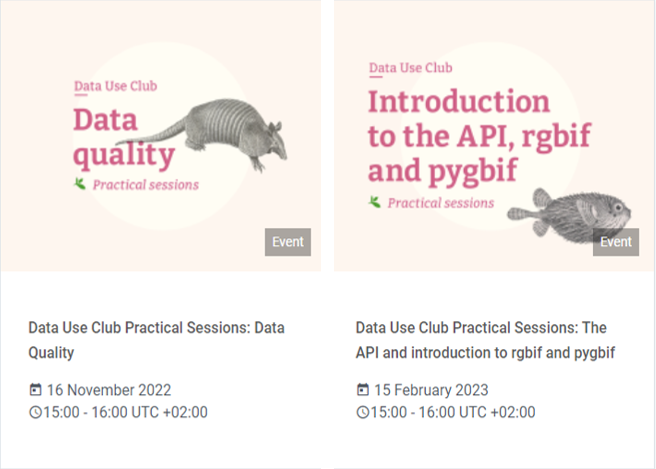 Data Use Club
Data
quality
Practical sessions
Event
Data Use Club Practical Sessions: Data
Quality
16 November 2022
15:00 - 16:00 UTC +02:00
Data Use Club
Introduction
to the API, rgbif
and pygbif
Practical sessions
Event
Data Use Club Practical Sessions: The
API and introduction to rgbif and pygbif
15 February 2023
15:00 - 16:00 UTC +02:00